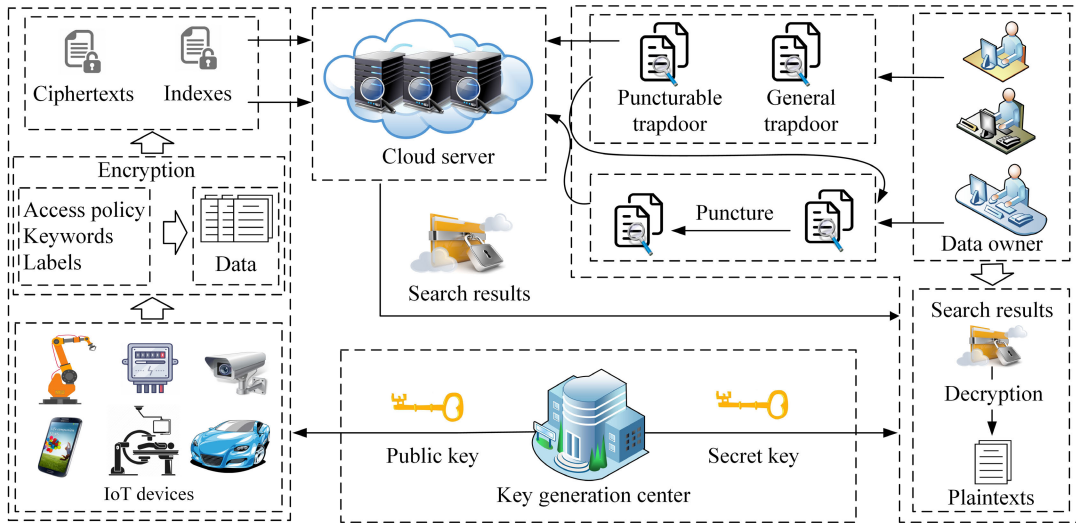 Ciphertexts
Indexes
Encryption
Access policy
Keywords
Labels
Data
IoT devices
Cloud server
Search results
Puncturable
trapdoor
General
trapdoor
Puncture
Data owner
Search results
Decryption
Plaintexts
Public key
Secret key
Key generation center